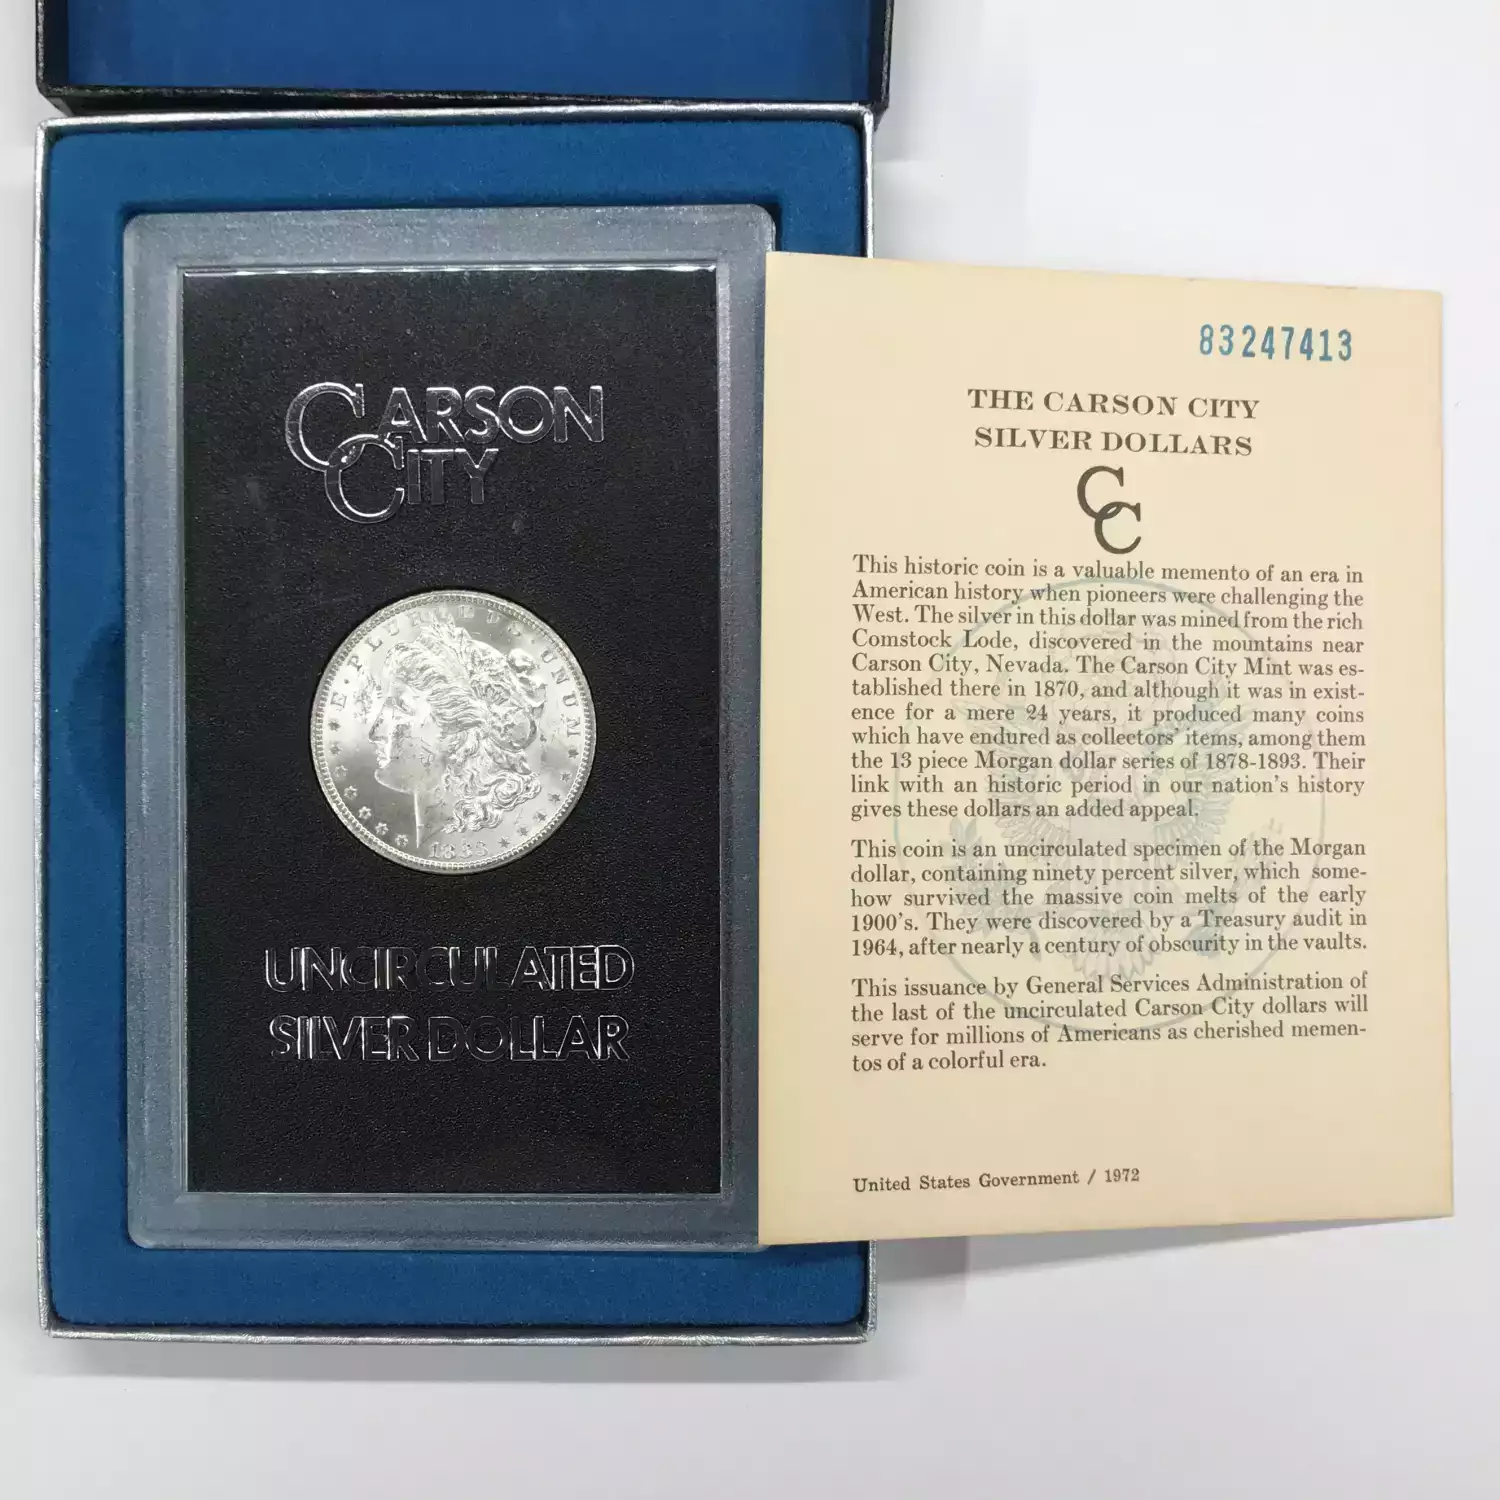 CARSON
CITY
E·PLURIBUS·UNUM
1883
UNCIRCULATED
SILVER DOLLAR
83247413
THE CARSON CITY
SILVER DOLLARS
CC
This historic coin is a valuable memento of an era in
American history when pioneers were challenging the
West. The silver in this dollar was mined from the rich
Comstock Lode, discovered in the mountains near
Carson City, Nevada. The Carson City Mint was es-
tablished there in 1870, and although it was in exist-
ence for a mere 24 years, it produced many coins
which have endured as collectors' items, among them
the 13 piece Morgan dollar series of 1878-1893. Their
link with an historic period in our nation's history
gives these dollars an added appeal.
This coin is an uncirculated specimen of the Morgan
dollar, containing ninety percent silver, which some-
how survived the massive coin melts of the early
1900's. They were discovered by a Treasury audit in
1964, after nearly a century of obscurity in the vaults.
This issuance by General Services Administration of
the last of the uncirculated Carson City dollars will
serve for millions of Americans as cherished memen-
tos of a colorful era.
United States Government / 1972